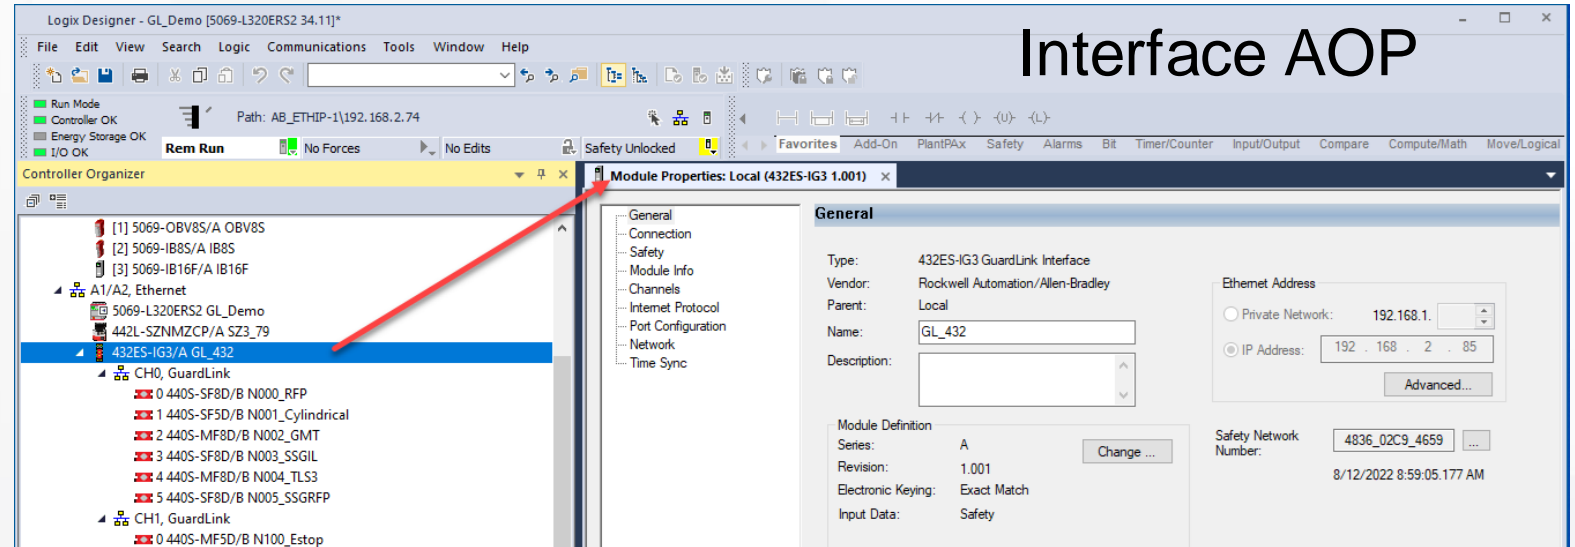 Logix Designer - GL_Demo [5069-L320ERS2 34.11]*
Interface AOP
File Edit View Search Logic Communications Tools Window Help
Run Mode
Controller OK
Energy Storage OK
I/O OK
Path: AB_ETHIP-1\192.168.2.74
Rem Run No Forces No Edits Safety Unlocked
Favorites Add-On PlantPAx Safety Alarms Bit Timer/Counter Input/Output Compare Compute/Math Move/Logical
Controller Organizer
Module Properties: Local (432ES-IG3 1.001)
[1] 5069-OBV8S/A OBV8S
[2] 5069-IB8S/A IB8S
[3] 5069-IB16F/A IB16F
A1/A2, Ethernet
5069-L320ERS2 GL_Demo
442L-SZNMZCP/A SZ3_79
432ES-IG3/A GL_432
CH0, GuardLink
0 440S-SF8D/B N000_RFP
1 440S-SF5D/B N001_Cylindrical
2 440S-MF8D/B N002_GMT
3 440S-SF8D/B N003_SSGIL
4 440S-MF8D/B N004_TLS3
5 440S-SF8D/B N005_SSGRFP
CH1, GuardLink
0 440S-MF5D/B N100_Estop
General
Connection
Safety
Module Info
Channels
Internet Protocol
Port Configuration
Network
Time Sync
General
Type: 432ES-IG3 GuardLink Interface
Vendor: Rockwell Automation/Allen-Bradley
Parent: Local
Name: GL_432
Description:
Ethernet Address
Private Network: 192.168.1.
IP Address: 192 . 168 . 2 . 85
Advanced...
Module Definition
Series: A
Change ...
Revision: 1.001
Electronic Keying: Exact Match
Input Data: Safety
Safety Network
Number:
4836_02C9_4659 ...
8/12/2022 8:59:05.177 AM